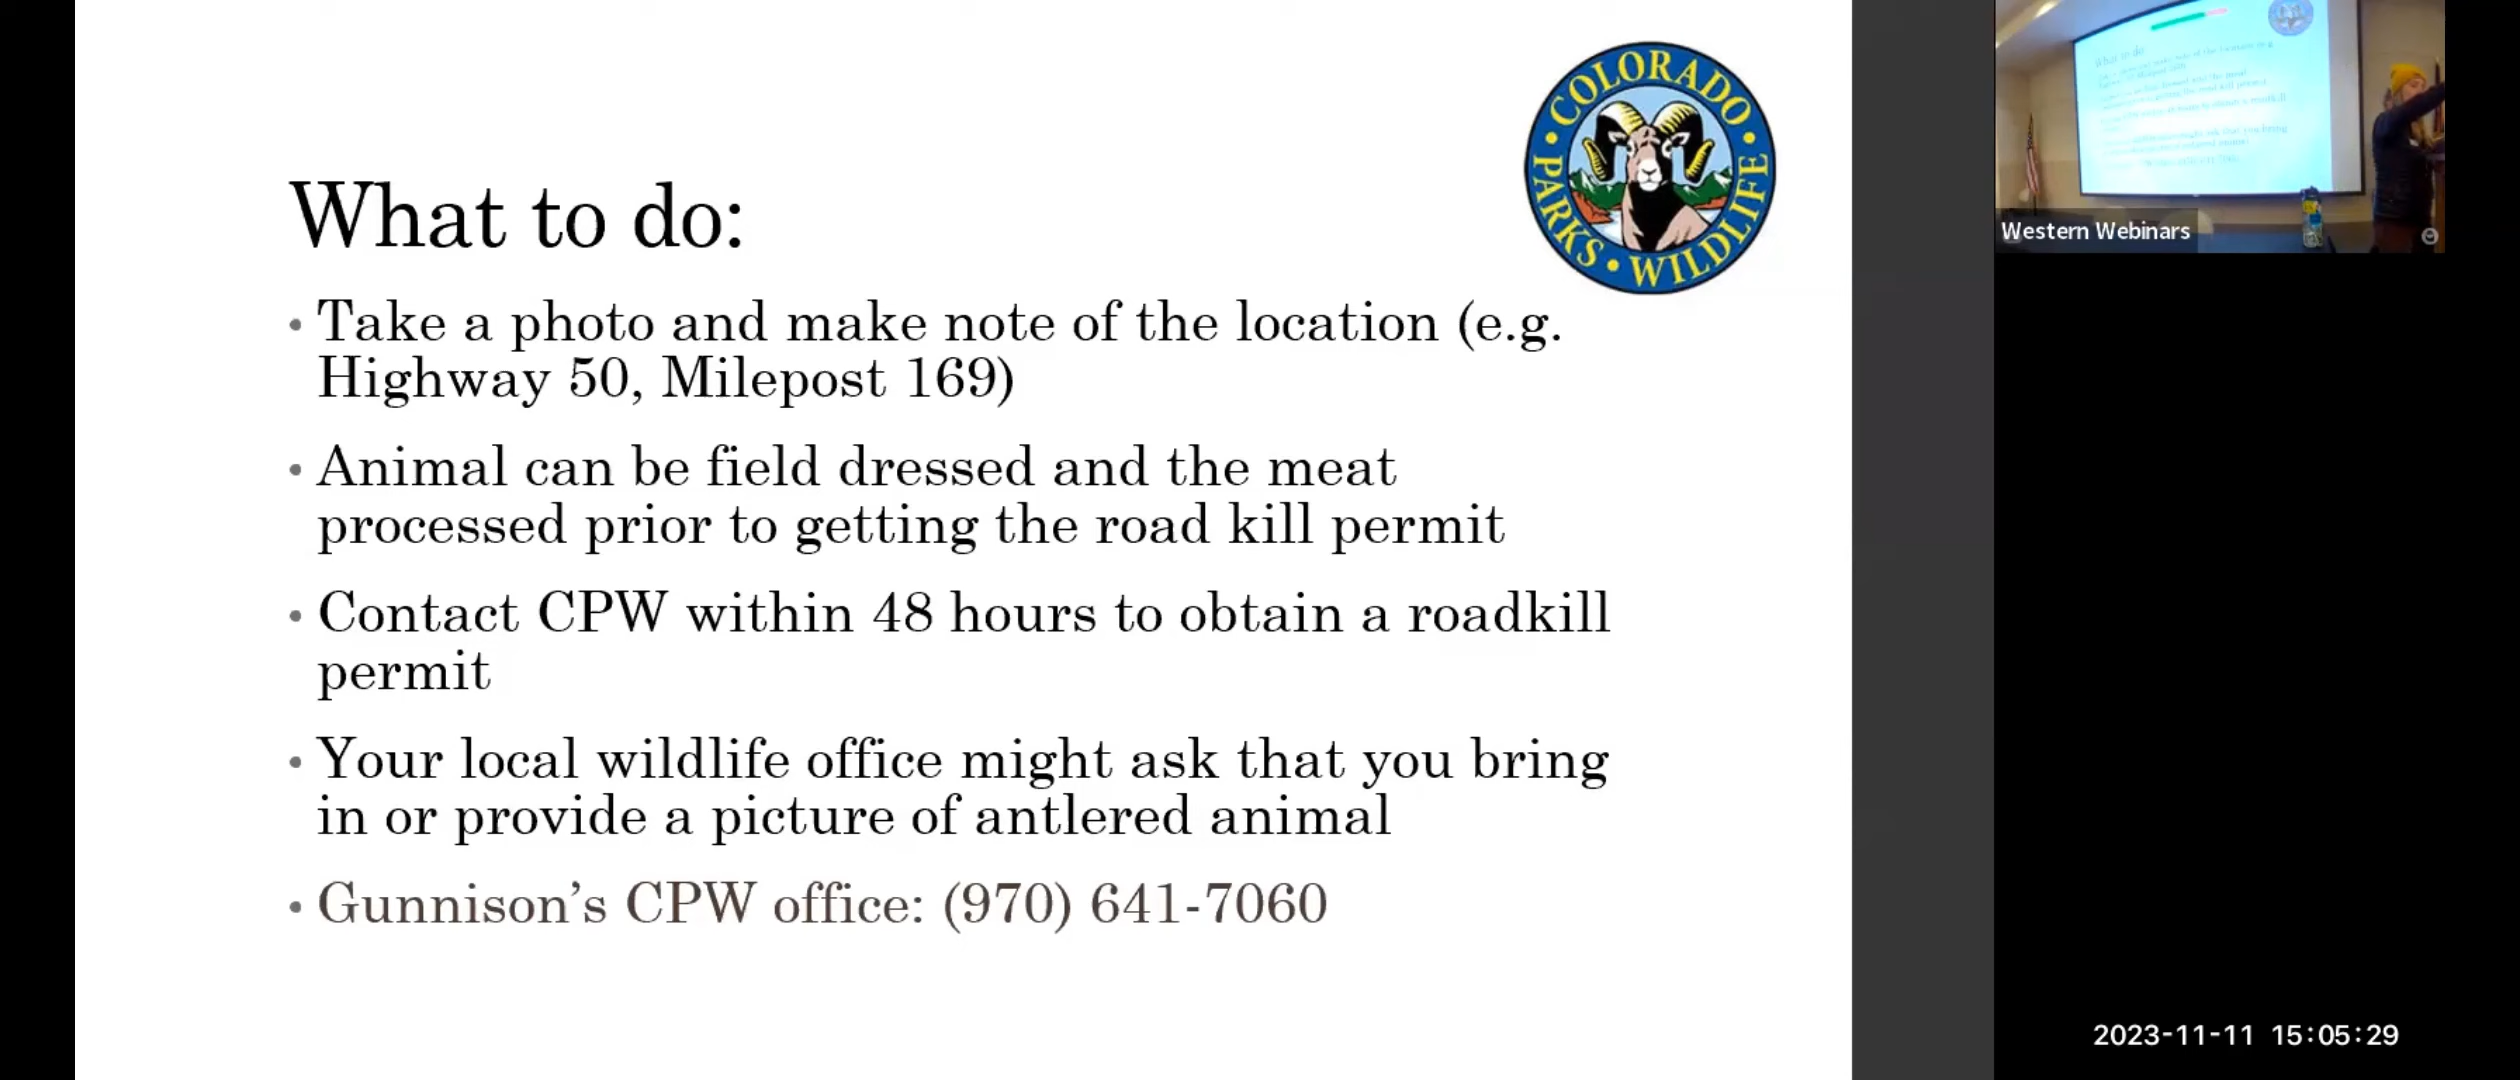 COLORADO
PARKS • WILDLIFE
What to do:
• Take a photo and make note of the location (e.g.
Highway 50, Milepost 169)
• Animal can be field dressed and the meat
processed prior to getting the road kill permit
• Contact CPW within 48 hours to obtain a roadkill
permit
• Your local wildlife office might ask that you bring
in or provide a picture of antlered animal
• Gunnison's CPW office: (970) 641-7060
What to do:
Western Webinars
2023-11-11 15:05:29